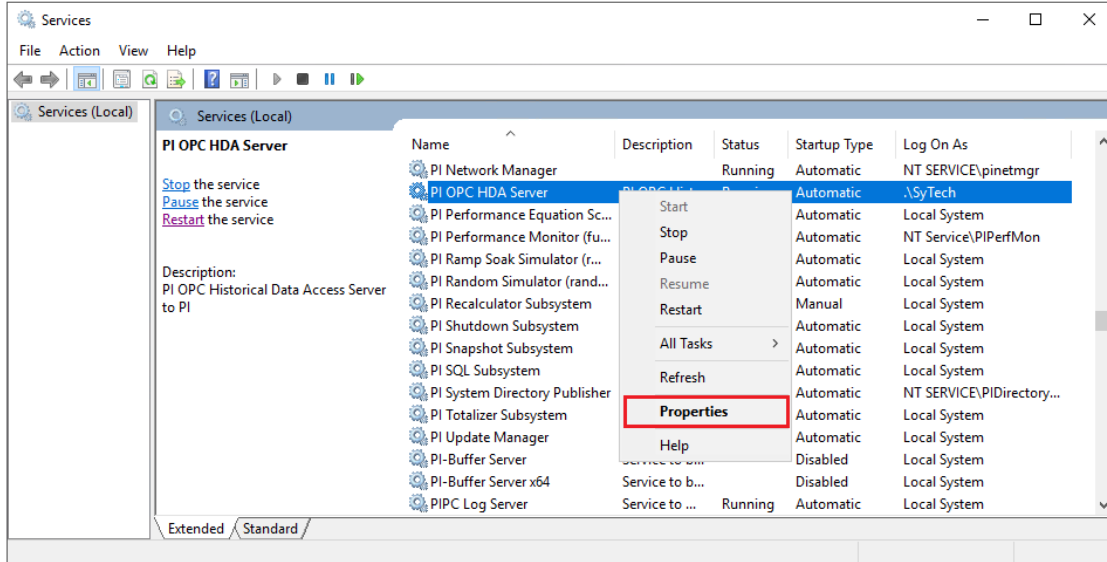 Services
File Action View Help
Services (Local)
Services (Local)
PI OPC HDA Server
Stop the service
Pause the service
Restart the service
Description:
PI OPC Historical Data Access Server
to PI
Name Description Status Startup Type Log On As
PI Network Manager Running Automatic NT SERVICE\pinetmgr
PI OPC HDA Server Automatic .\SyTech
PI Performance Equation Sc... Automatic Local System
PI Performance Monitor (fu... Automatic NT Service\PIPerfMon
PI Ramp Soak Simulator (r... Automatic Local System
PI Random Simulator (rand... Automatic Local System
PI Recalculator Subsystem Manual Local System
PI Shutdown Subsystem Automatic Local System
PI Snapshot Subsystem Automatic Local System
PI SQL Subsystem Automatic Local System
PI System Directory Publisher Automatic NT SERVICE\PIDirectory...
PI Totalizer Subsystem Automatic Local System
PI Update Manager Automatic Local System
PI-Buffer Server Disabled Local System
PI-Buffer Server x64 Service to b... Disabled Local System
PIPC Log Server Service to ... Running Automatic Local System
Start
Stop
Pause
Resume
Restart
All Tasks
Refresh
Properties
Help
Extended Standard